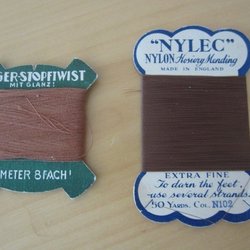 GER-STOPFTWIST
MIT GLANZ!
METER 8FACH!
"NYLEC"
NYLON Hosiery Mending
MADE IN ENGLAND
EXTRA FINE
To darn the feet,
use several strands.
50 YARDS. COL. N102